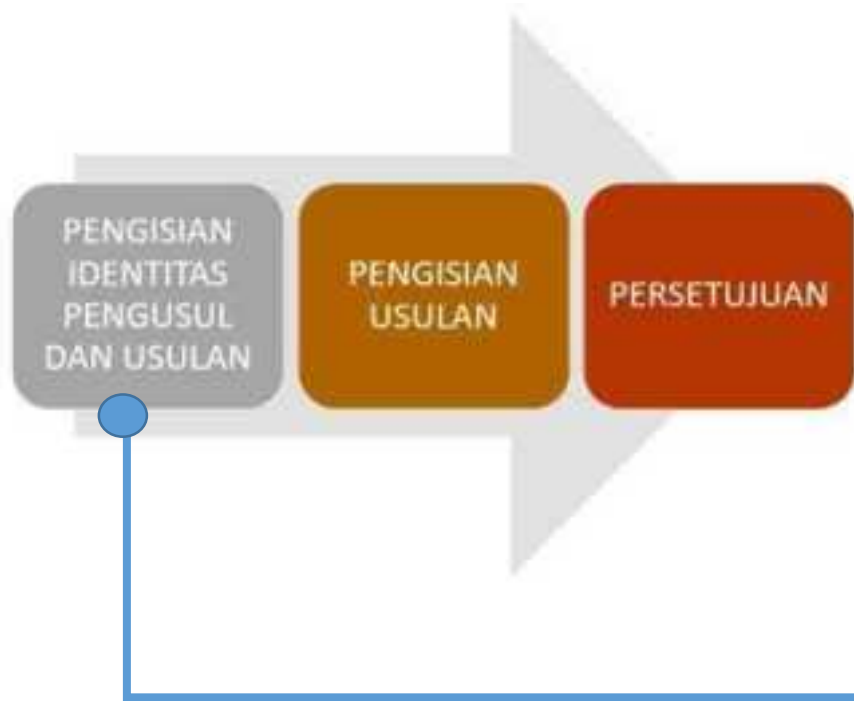 PENGISIAN
IDENTITAS
PENGUSUL
DAN USULAN
PENGISIAN
USULAN
PERSETUJUAN